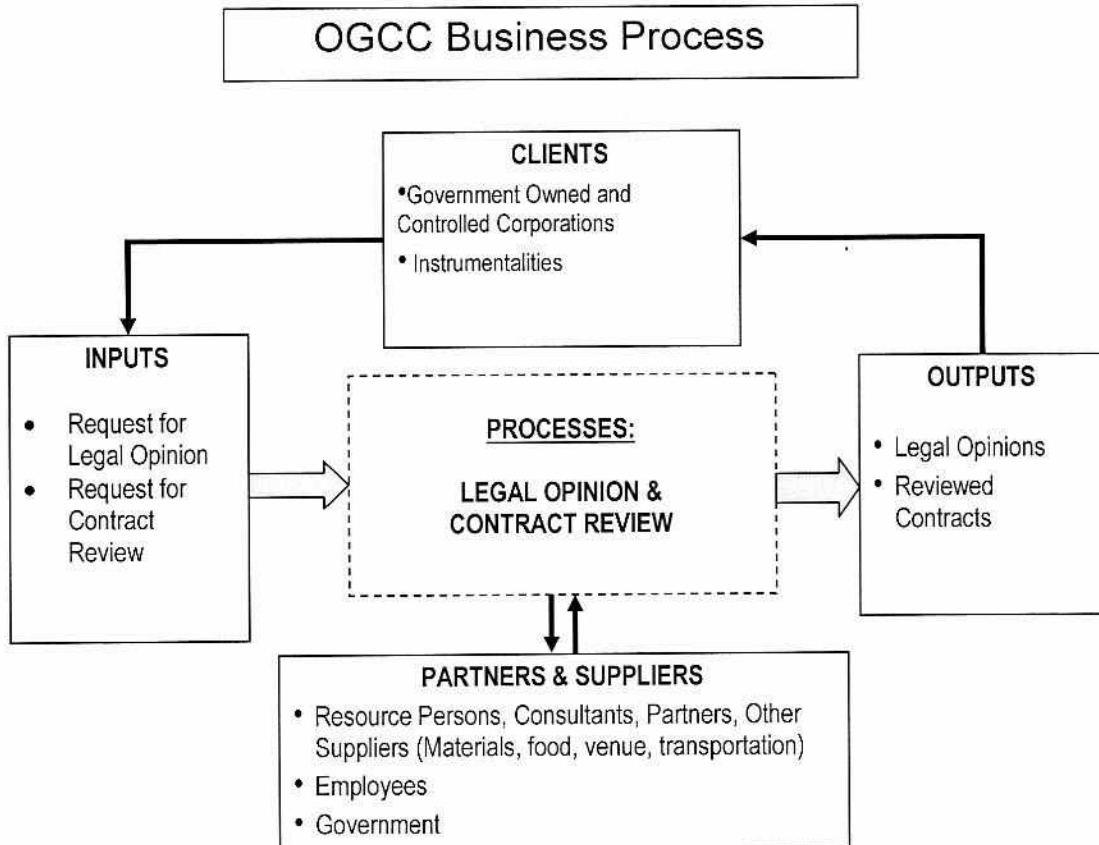 OGCC Business Process
CLIENTS
•Government Owned and
Controlled Corporations
• Instrumentalities
INPUTS
• Request for
Legal Opinion
• Request for
Contract
Review
PROCESSES:
LEGAL OPINION &
CONTRACT REVIEW
OUTPUTS
• Legal Opinions
• Reviewed
Contracts
PARTNERS & SUPPLIERS
• Resource Persons, Consultants, Partners, Other
Suppliers (Materials, food, venue, transportation)
• Employees
• Government